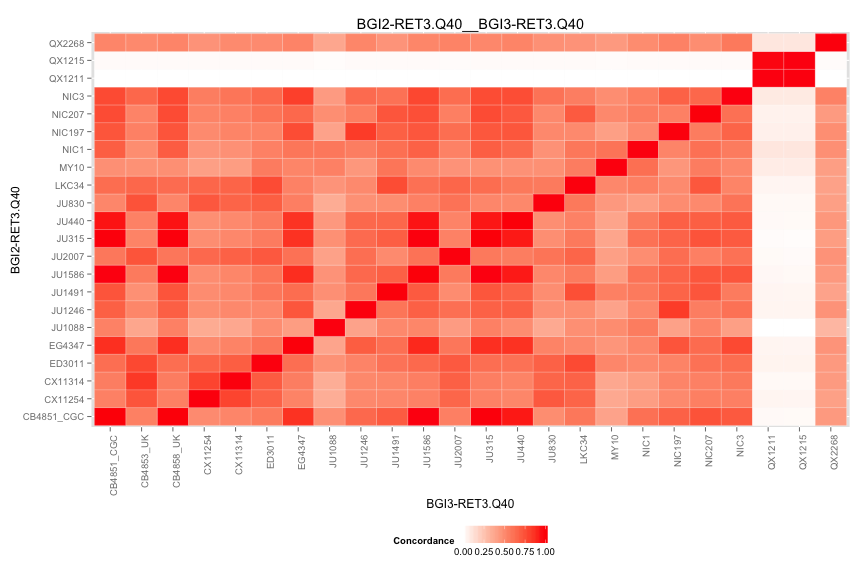 BGI2-RET3.Q40__BGI3-RET3.Q40
BGI2-RET3.Q40
QX2268
QX1215
QX1211
NIC3
NIC207
NIC197
NIC1
MY10
LKC34
JU830
JU440
JU315
JU2007
JU1586
JU1491
JU1246
JU1088
EG4347
ED3011
CX11314
CX11254
CB4851_CGC
CB4851_CGC
CB4853_UK
CB4858_UK
CX11254
CX11314
ED3011
EG4347
JU1088
JU1246
JU1491
JU1586
JU2007
JU315
JU440
JU830
LKC34
MY10
NIC1
NIC197
NIC207
NIC3
QX1211
QX1215
QX2268
BGI3-RET3.Q40
Concordance
0.00 0.25 0.50 0.75 1.00